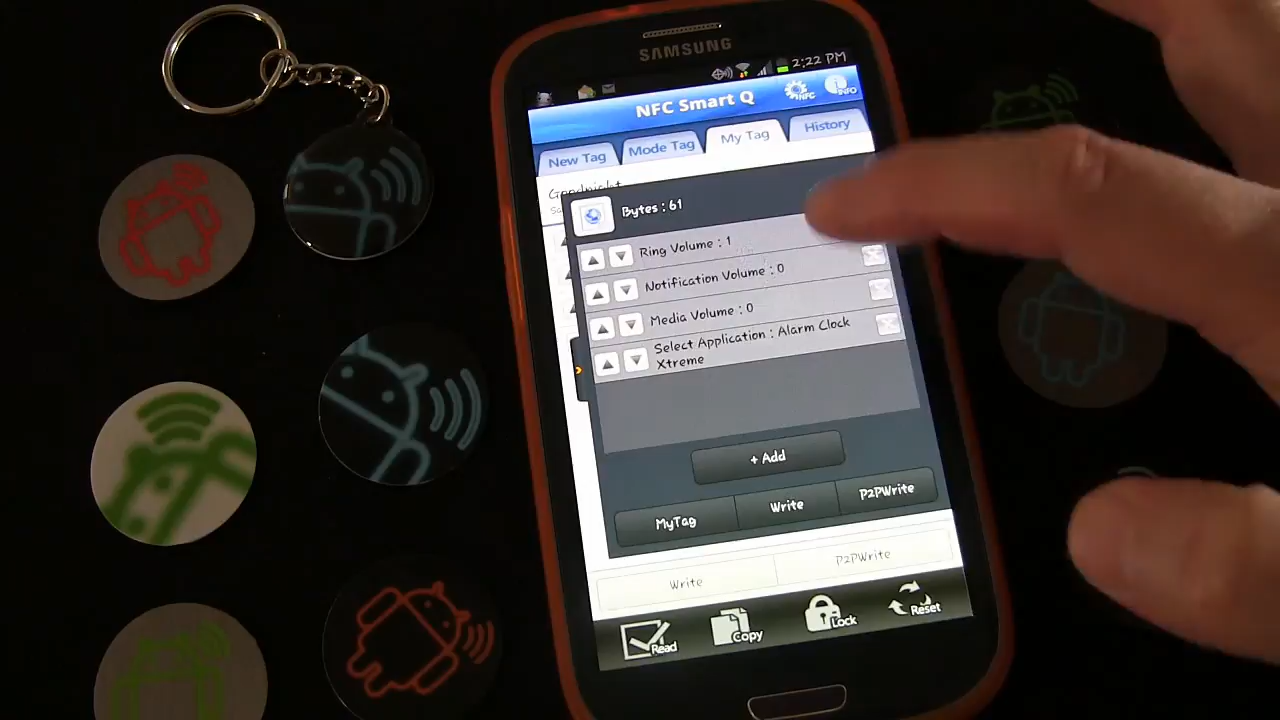 SAMSUNG
2:22 PM
NFC Smart Q
NFC
INFO
New Tag
Mode Tag
My Tag
History
Goodnight
Bytes : 61
Ring Volume : 1
Notification Volume : 0
Media Volume : 0
Select Application : Alarm Clock
Xtreme
+ Add
MyTag
Write
P2PWrite
Write
P2PWrite
Read
Copy
Lock
Reset